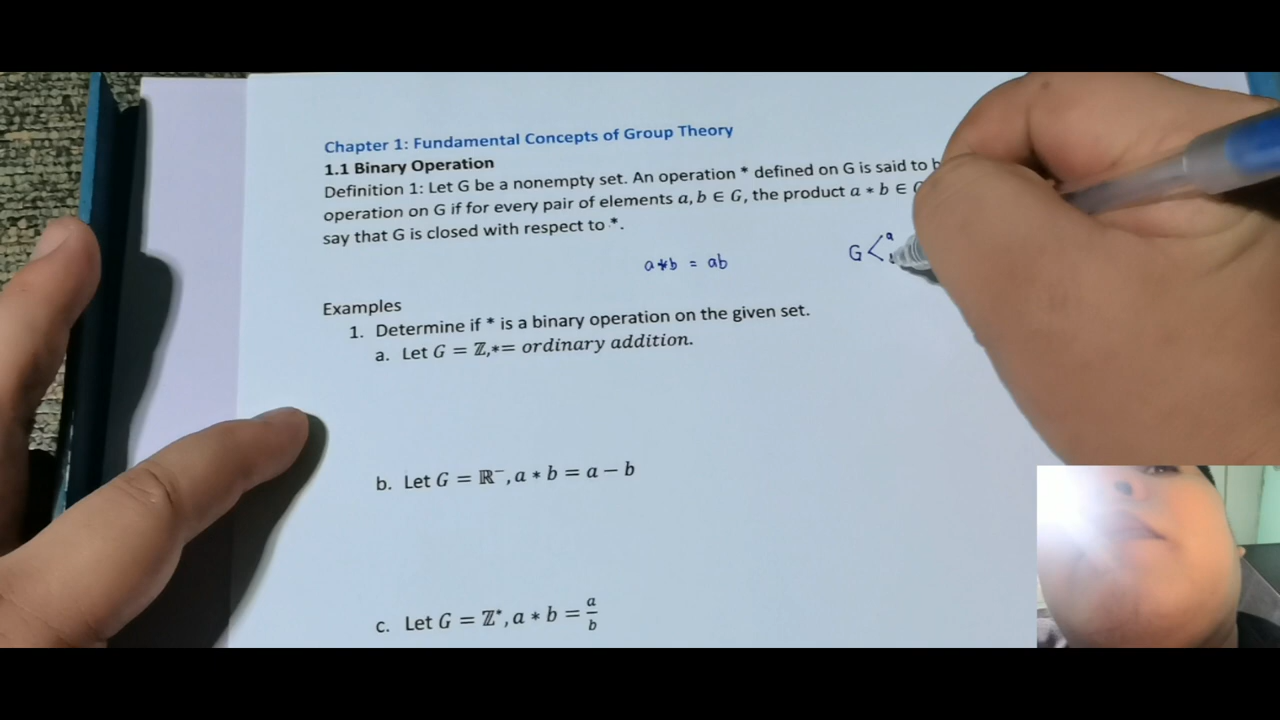 Chapter 1: Fundamental Concepts of Group Theory
1.1 Binary Operation
Definition 1: Let G be a nonempty set. An operation * defined on G is said to
operation on G if for every pair of elements a, b ∈ G, the product a * b ∈
say that G is closed with respect to *.
a*b = ab
G < a
Examples
1. Determine if * is a binary operation on the given set.
a. Let G = ℤ,*= ordinary addition.
b. Let G = ℝ⁻, a * b = a − b
c. Let G = ℤ*, a * b = a/b